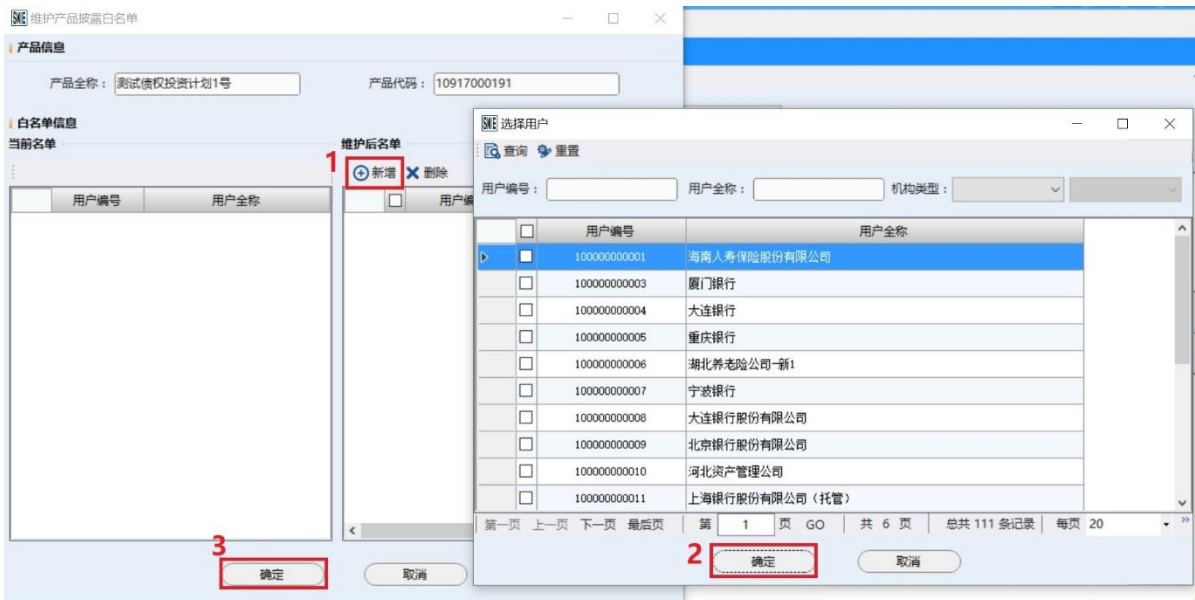 SHIE 维护产品披露白名单
产品信息
产品全称： 测试债权投资计划1号 产品代码： 10917000191
白名单信息
当前名单
维护后名单
1
新增 删除
用户编号 用户全称
用户编
3
确定 取消
选择用户
查询 重置
用户编号： 用户全称： 机构类型：
用户编号 用户全称
100000000001 海南人寿保险股份有限公司
100000000003 厦门银行
100000000004 大连银行
100000000005 重庆银行
100000000006 湖北养老险公司-新1
100000000007 宁波银行
100000000008 大连银行股份有限公司
100000000009 北京银行股份有限公司
100000000010 河北资产管理公司
100000000011 上海银行股份有限公司（托管）
第一页 上一页 下一页 最后页 第 1 页 GO 共 6 页 总共 111 条记录 每页 20
2
确定 取消